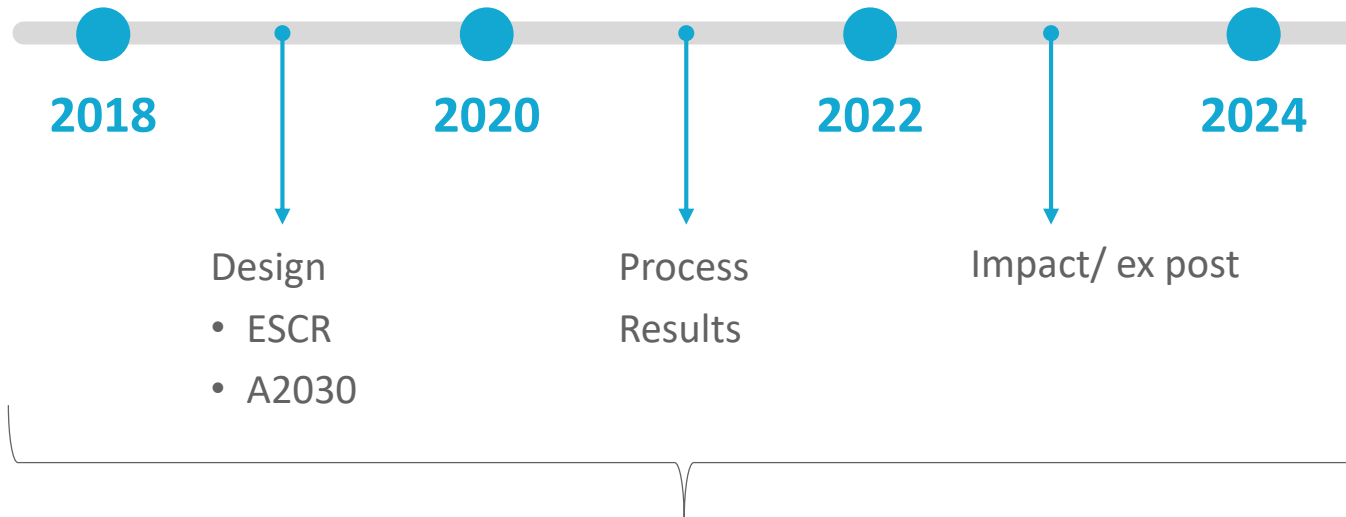 2018
2020
2022
2024
Design
• ESCR
• A2030
Process
Results
Impact/ ex post